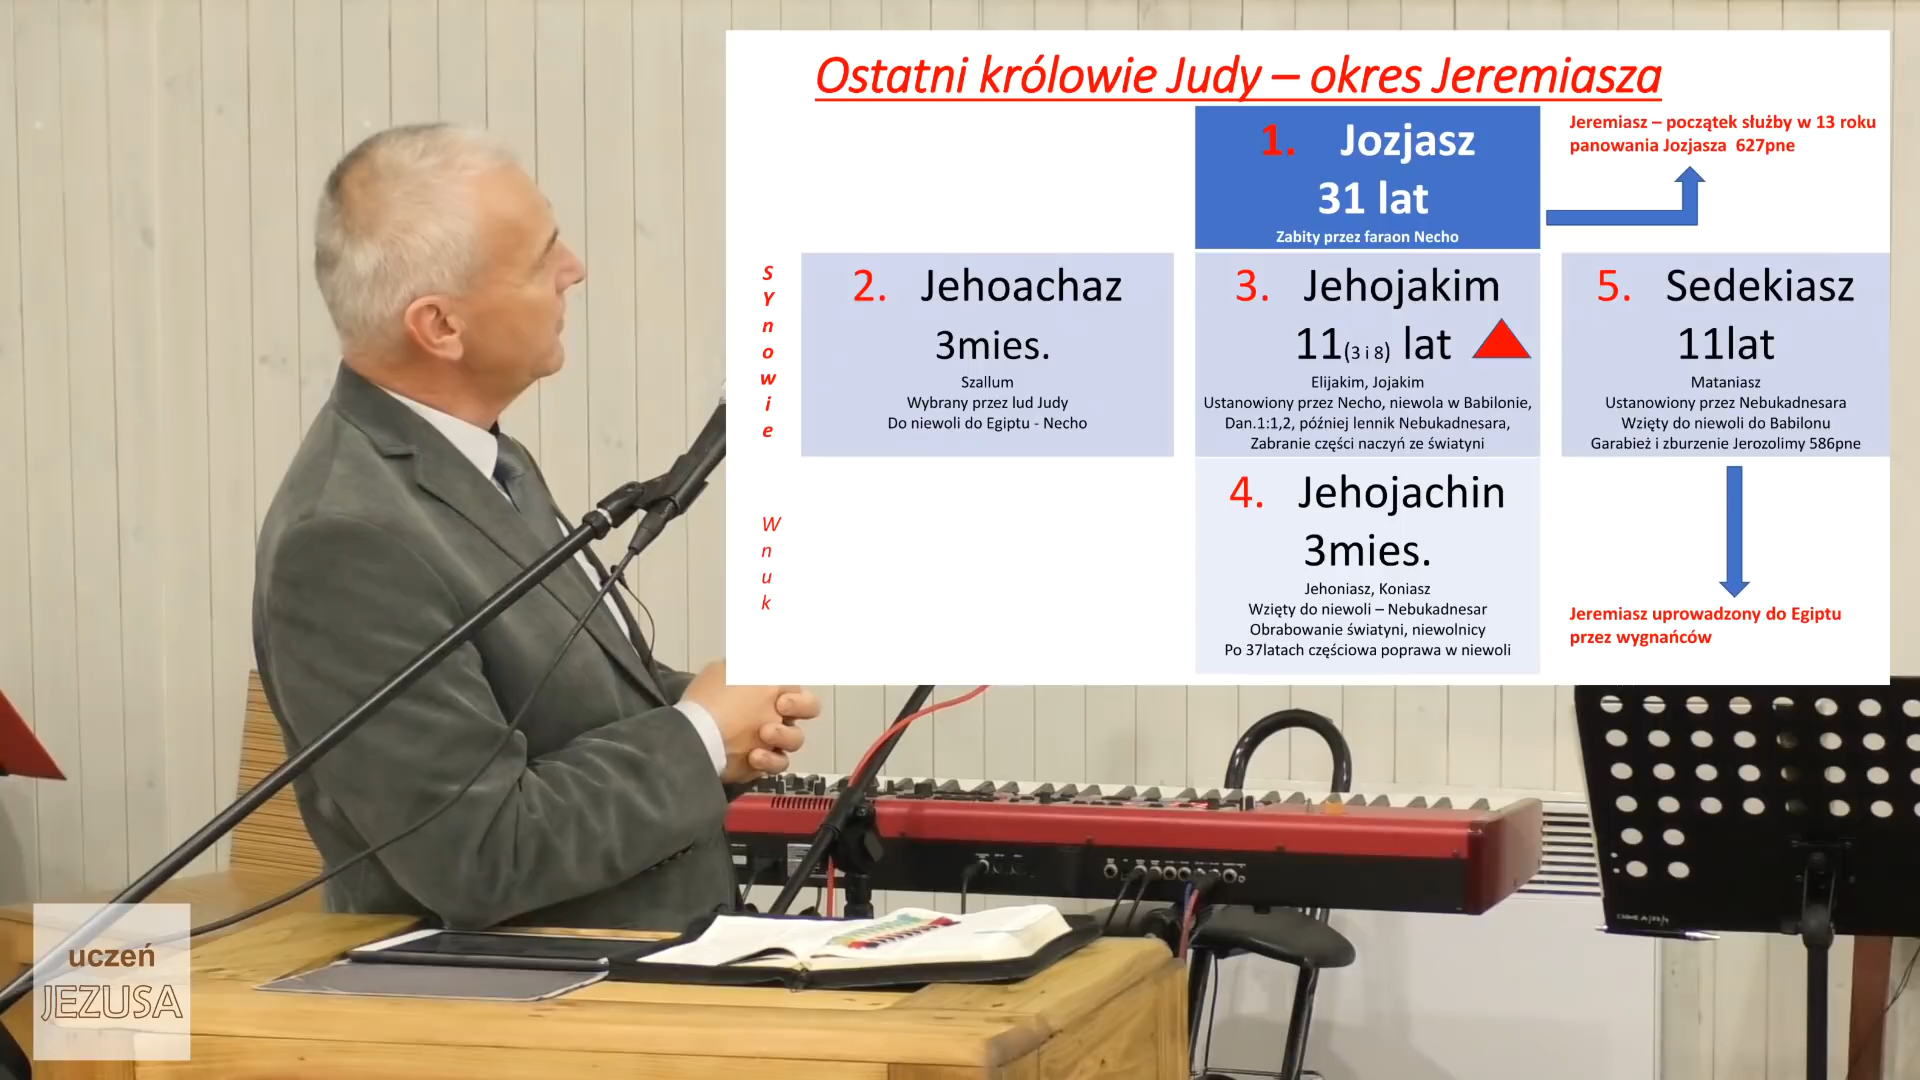 Ostatni królowie Judy – okres Jeremiasza
1. Jozjasz
31 lat
Zabity przez faraon Necho
Jeremiasz – początek służby w 13 roku
panowania Jozjasza 627pne
SYnowie
2. Jehoachaz
3mies.
Szallum
Wybrany przez lud Judy
Do niewoli do Egiptu - Necho
3. Jehojakim
11(3 i 8) lat
Elijakim, Jojakim
Ustanowiony przez Necho, niewola w Babilonie,
Dan.1:1,2, później lennik Nebukadnesara,
Zabranie części naczyń ze świątyni
5. Sedekiasz
11lat
Mataniasz
Ustanowiony przez Nebukadnesara
Wzięty do niewoli do Babilonu
Garabież i zburzenie Jerozolimy 586pne
Wnuk
4. Jehojachin
3mies.
Jehoniasz, Koniasz
Wzięty do niewoli – Nebukadnesar
Obrabowanie świątyni, niewolnicy
Po 37latach częściowa poprawa w niewoli
Jeremiasz uprowadzony do Egiptu
przez wygnańców
uczeń
JEZUSA